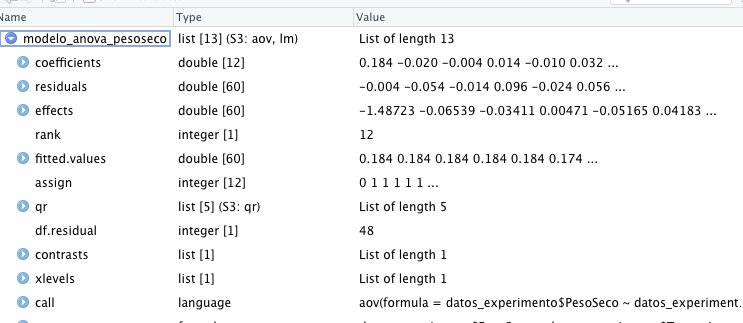 Name Type Value
modelo_anova_pesoseco list [13] (S3: aov, lm) List of length 13
coefficients double [12] 0.184 -0.020 -0.004 0.014 -0.010 0.032 ...
residuals double [60] -0.004 -0.054 -0.014 0.096 -0.024 0.056 ...
effects double [60] -1.48723 -0.06539 -0.03411 0.00471 -0.05165 0.04183 ...
rank integer [1] 12
fitted.values double [60] 0.184 0.184 0.184 0.184 0.184 0.174 ...
assign integer [12] 0 1 1 1 1 1 ...
qr list [5] (S3: qr) List of length 5
df.residual integer [1] 48
contrasts list [1] List of length 1
xlevels list [1] List of length 1
call language aov(formula = datos_experimento$PesoSeco ~ datos_experiment.